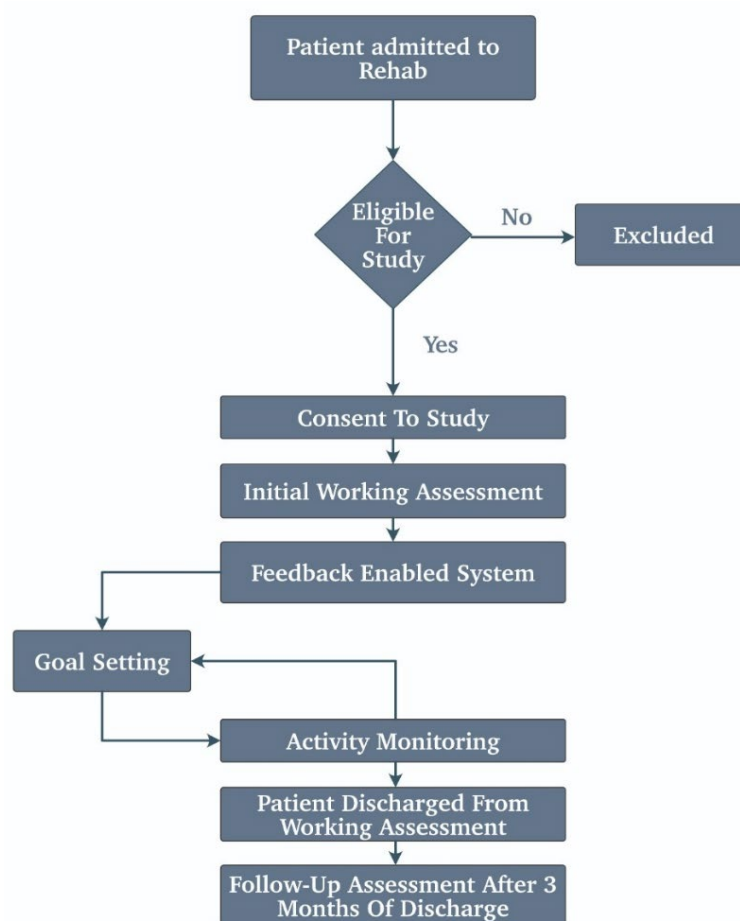 Patient admitted to
Rehab
Eligible
For
Study
No
Excluded
Yes
Consent To Study
Initial Working Assessment
Feedback Enabled System
Goal Setting
Activity Monitoring
Patient Discharged From
Working Assessment
Follow-Up Assessment After 3
Months Of Discharge